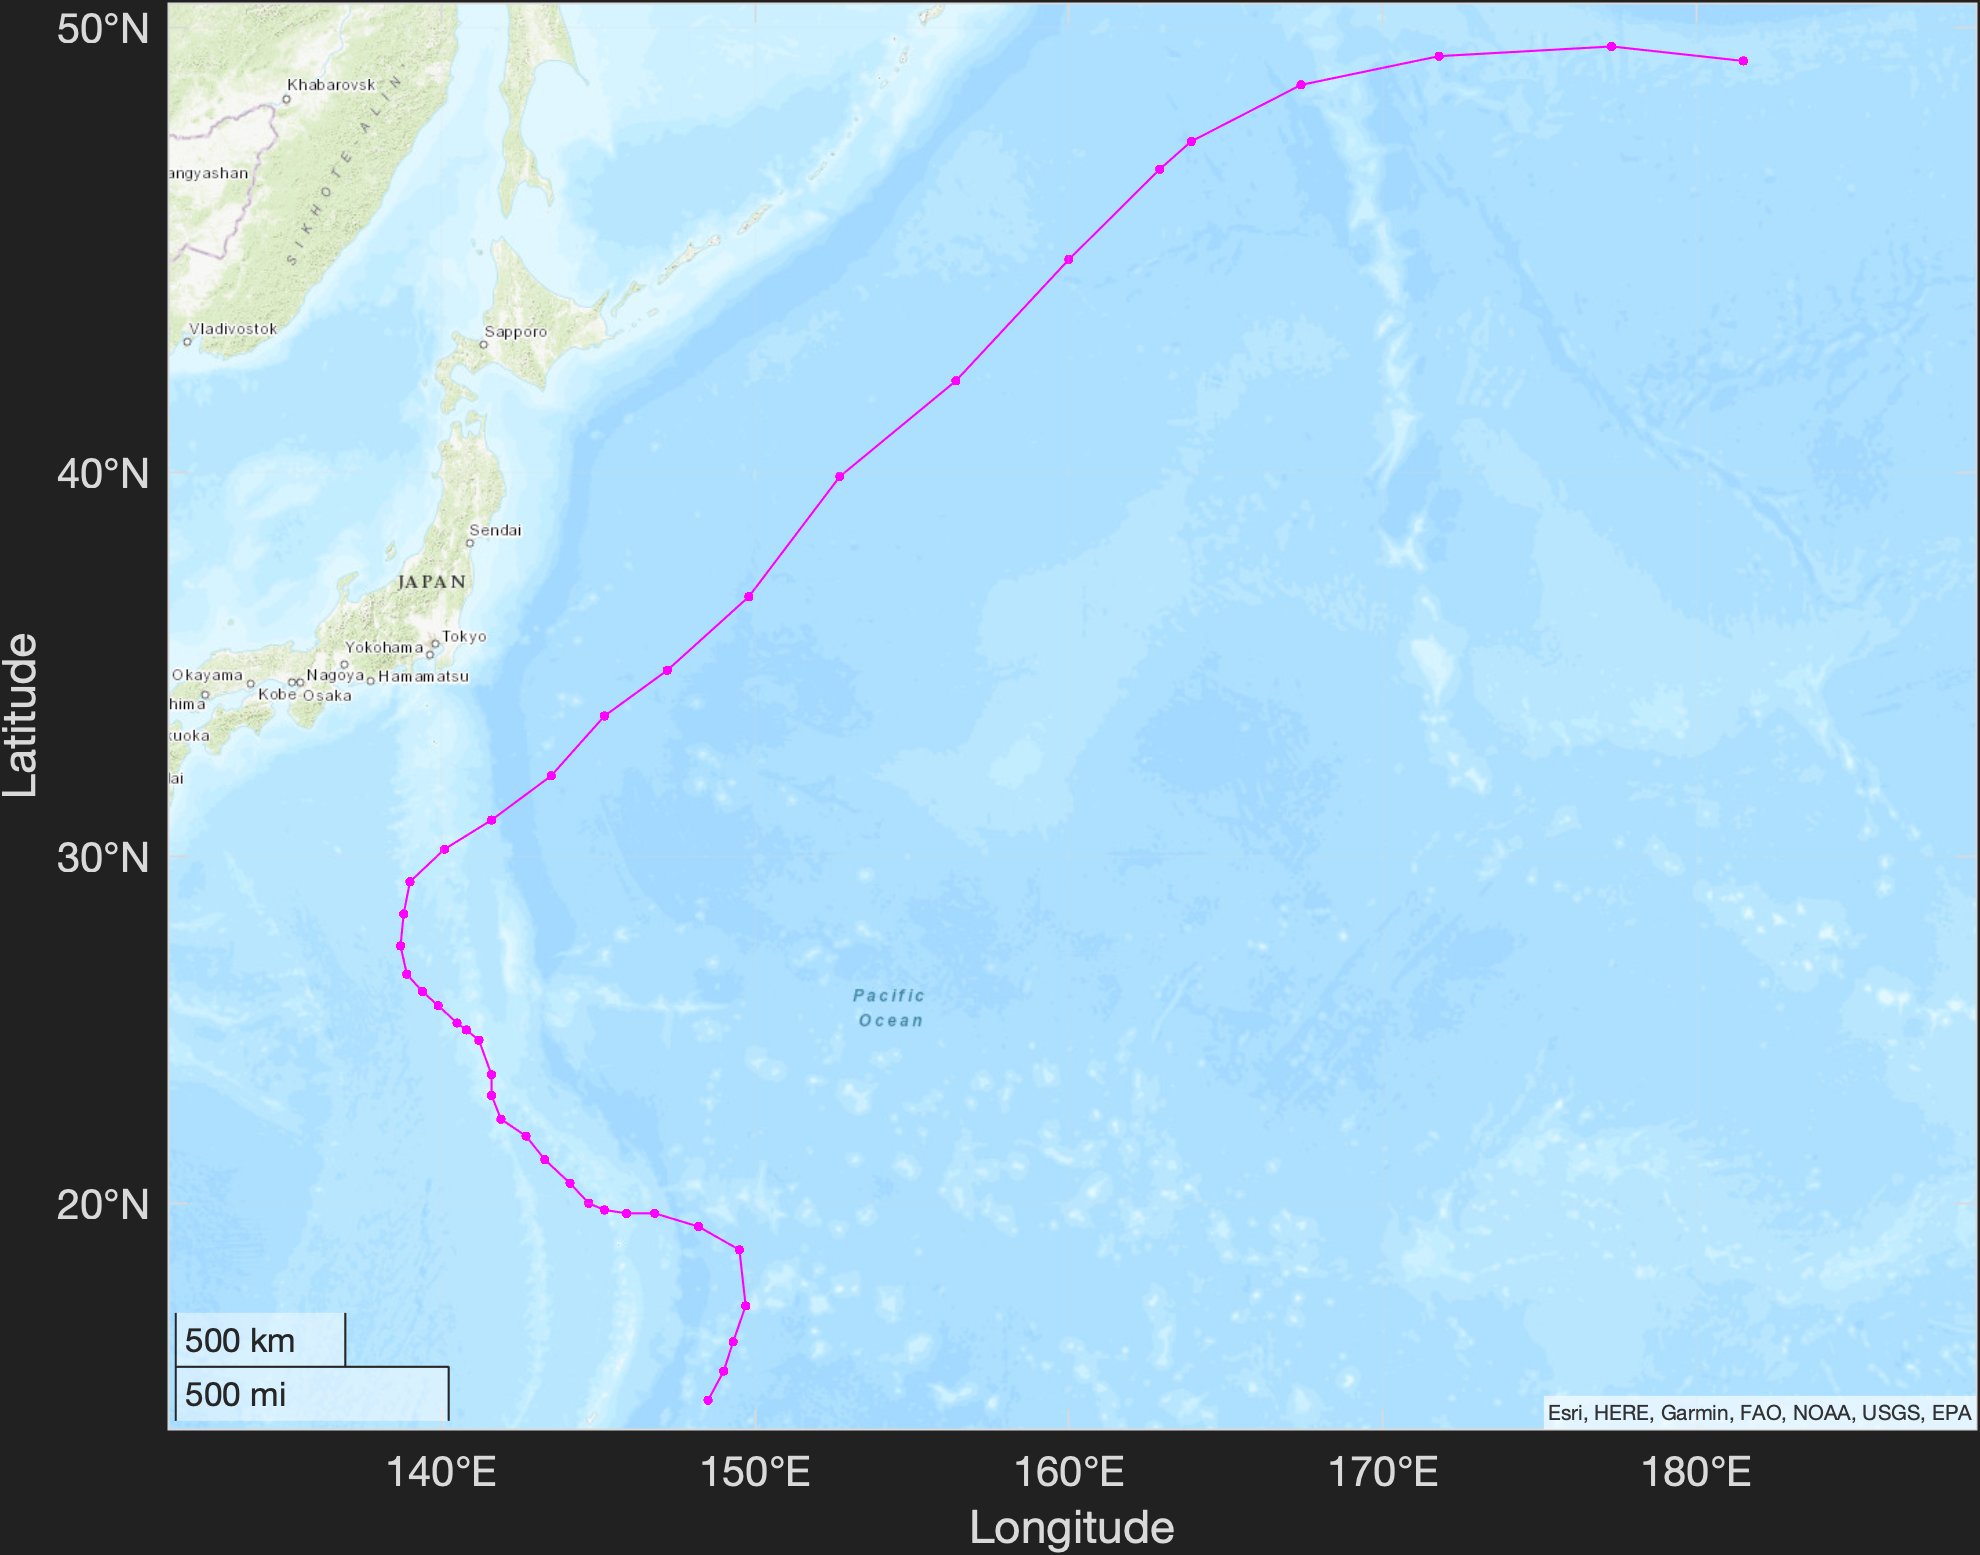 50°N
40°N
30°N
20°N
Latitude
Khabarovsk
angyashan
SIKHOTE-ALIN'
Vladivostok
Sapporo
Sendai
JAPAN
Tokyo
Yokohama
Okayama
Nagoya
Hamamatsu
Kobe
Osaka
hima
kuoka
lai
Pacific
Ocean
500 km
500 mi
Esri, HERE, Garmin, FAO, NOAA, USGS, EPA
140°E
150°E
160°E
170°E
180°E
Longitude